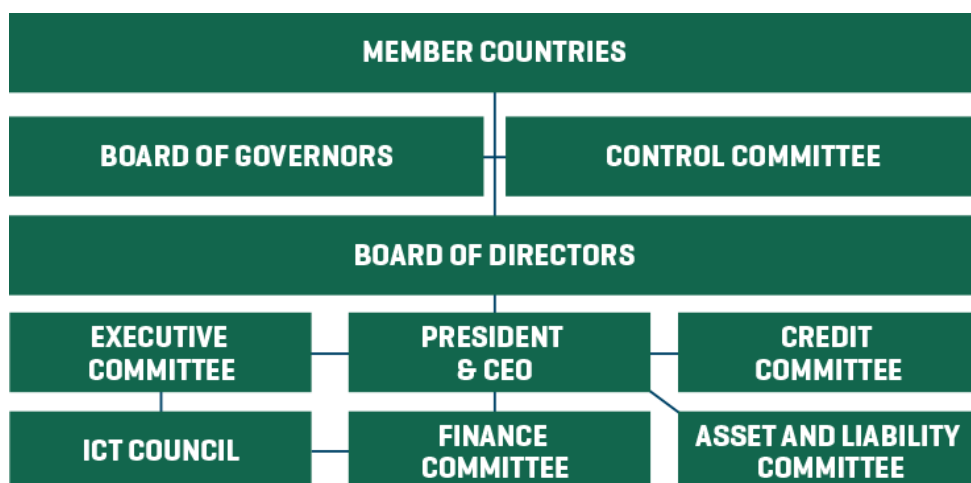 MEMBER COUNTRIES
BOARD OF GOVERNORS
CONTROL COMMITTEE
BOARD OF DIRECTORS
EXECUTIVE
COMMITTEE
PRESIDENT
& CEO
CREDIT
COMMITTEE
ICT COUNCIL
FINANCE
COMMITTEE
ASSET AND LIABILITY
COMMITTEE